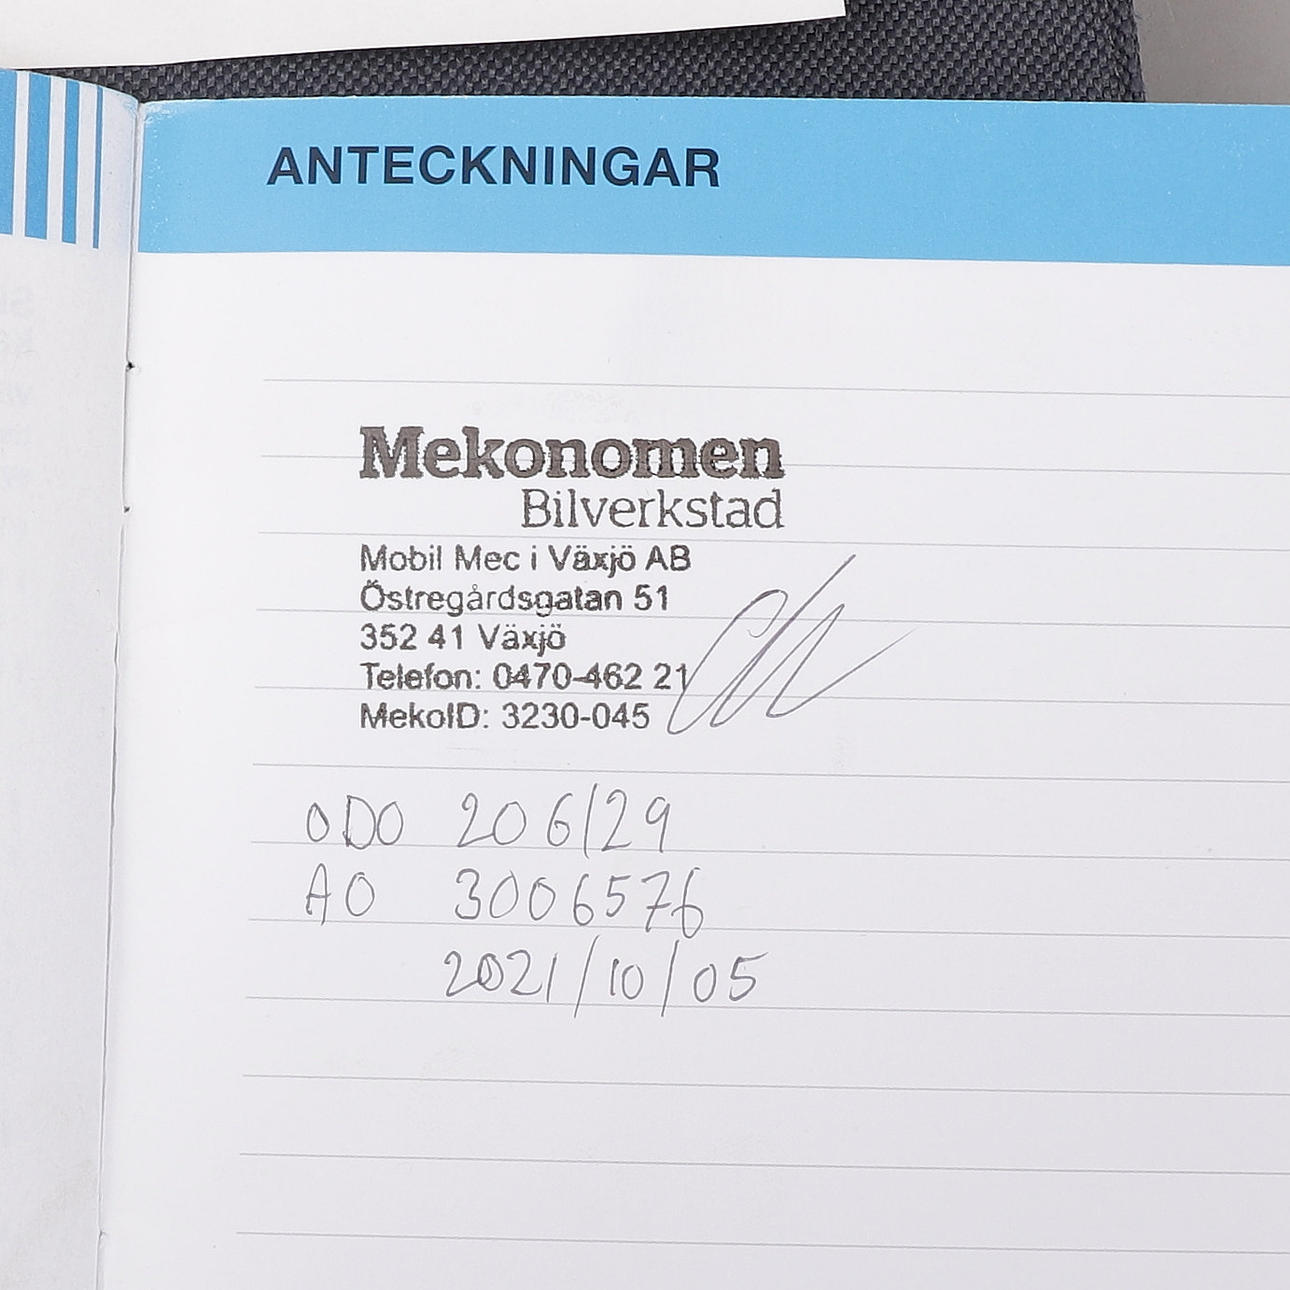 ANTECKNINGAR
Mekonomen
Bilverkstad
Mobil Mec i Växjö AB
Östregårdsgatan 51
352 41 Växjö
Telefon: 0470-462 21
MekoID: 3230-045
ODO 206129
AO 3006576
2021/10/05